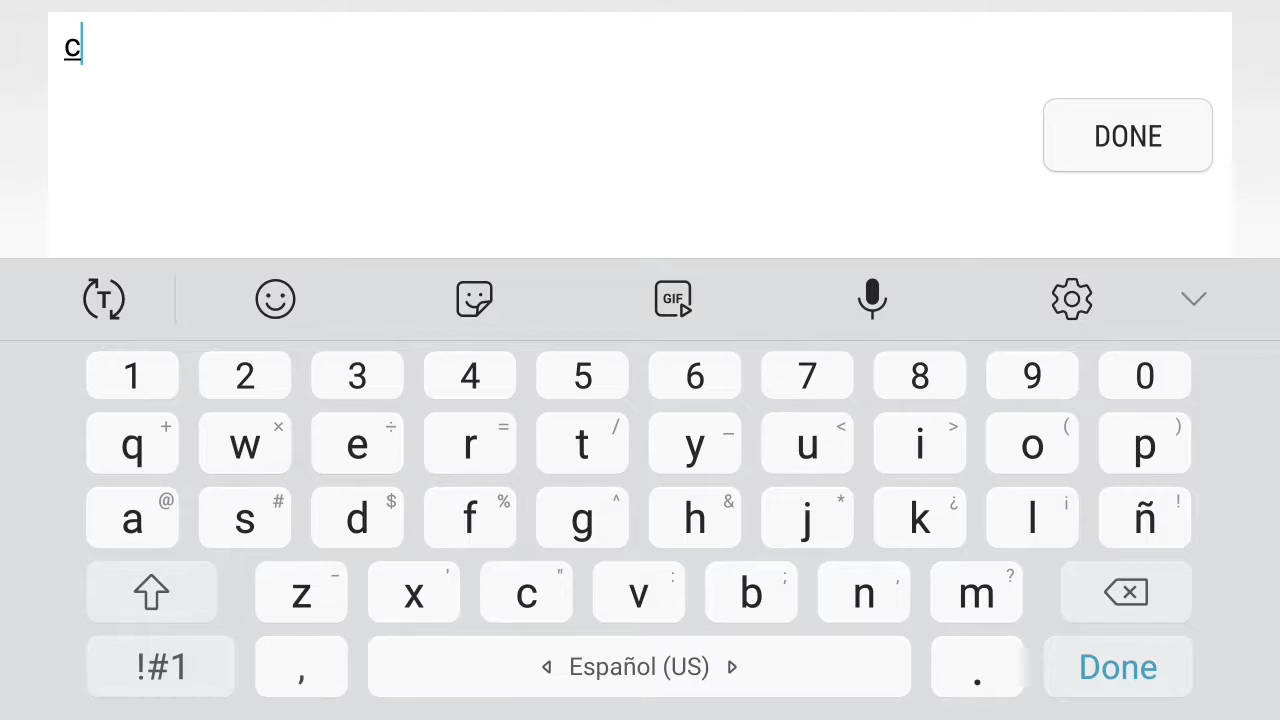 c
DONE
T
GIF
1 2 3 4 5 6 7 8 9 0
q + w × e ÷ r = t / y _ u < i > o ( p )
a @ s # d $ f % g ^ h & j * k ¿ l ¡ ñ !
z - x ' c " v : b ; n , m ?
!#1 , Español (US) . Done